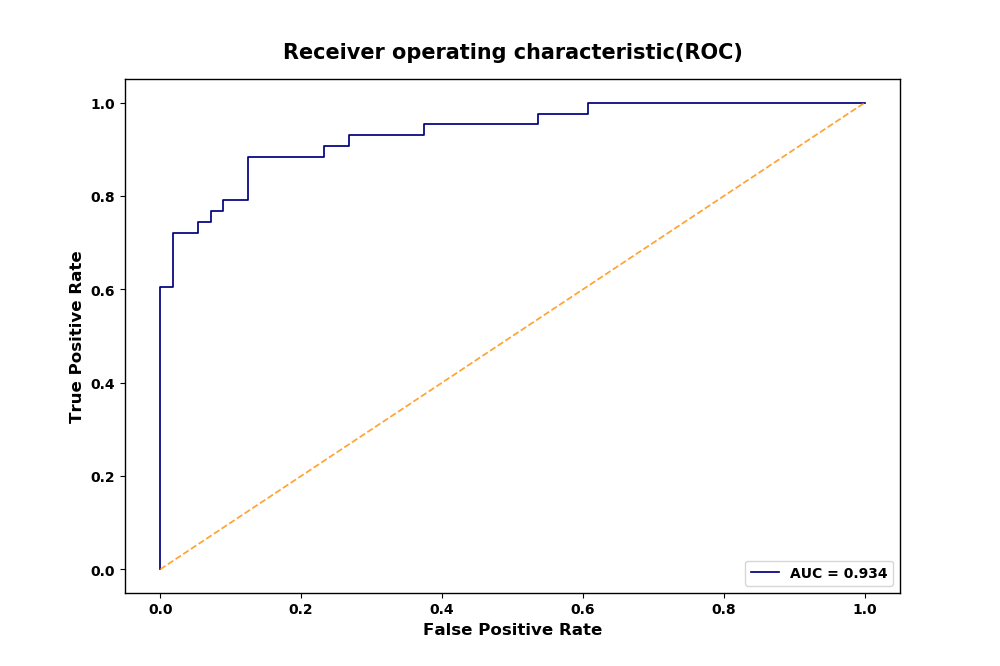 Receiver operating characteristic(ROC)
True Positive Rate
1.0
0.8
0.6
0.4
0.2
0.0
0.0 0.2 0.4 0.6 0.8 1.0
False Positive Rate
AUC = 0.934